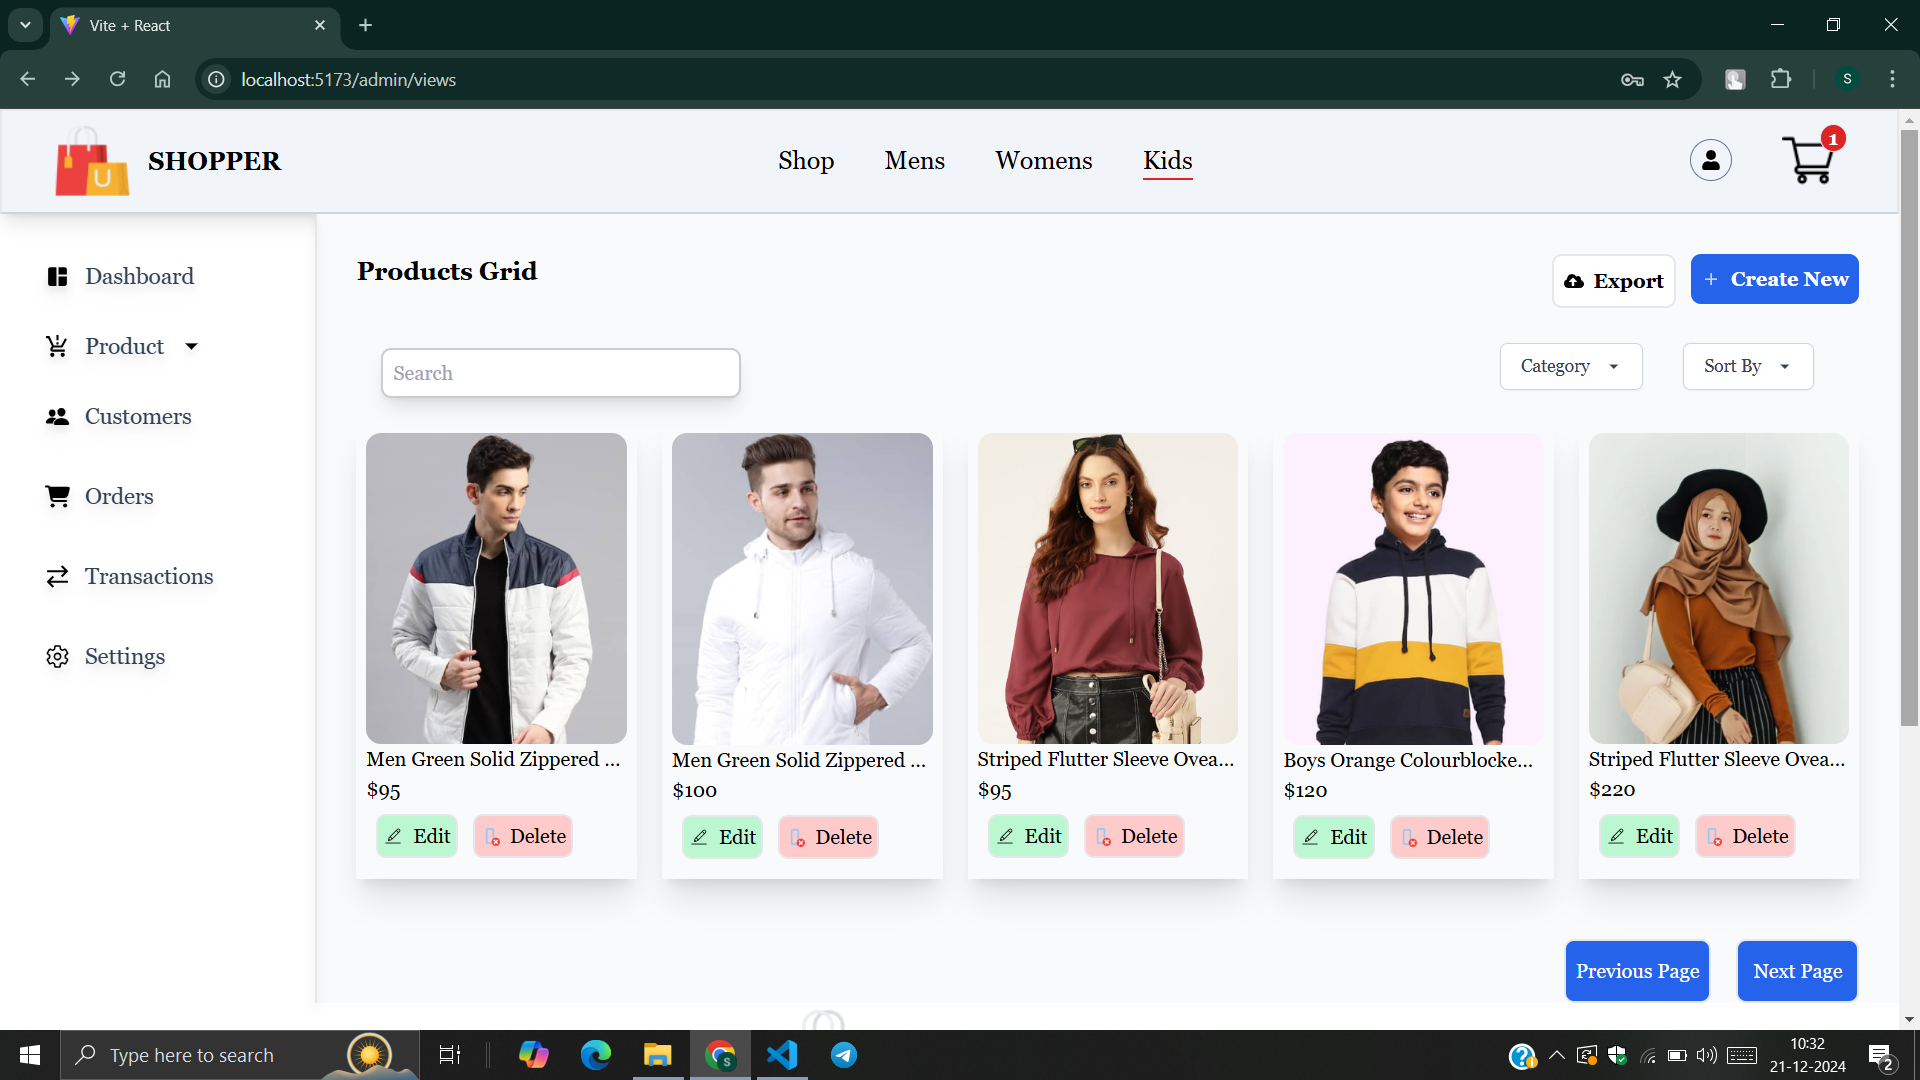 Vite + React
localhost:5173/admin/views
S
SHOPPER
Shop
Mens
Womens
Kids
1
U
Dashboard
Product
Customers
Orders
Transactions
Settings
Products Grid
Export
+ Create New
Search
Category
Sort By
Men Green Solid Zippered ...
$95
Edit
Delete
Men Green Solid Zippered ...
$100
Edit
Delete
Striped Flutter Sleeve Ovea...
$95
Edit
Delete
Boys Orange Colourblocke...
$120
Edit
Delete
Striped Flutter Sleeve Ovea...
$220
Edit
Delete
Previous Page
Next Page
Type here to search
S
10:32
21-12-2024
2